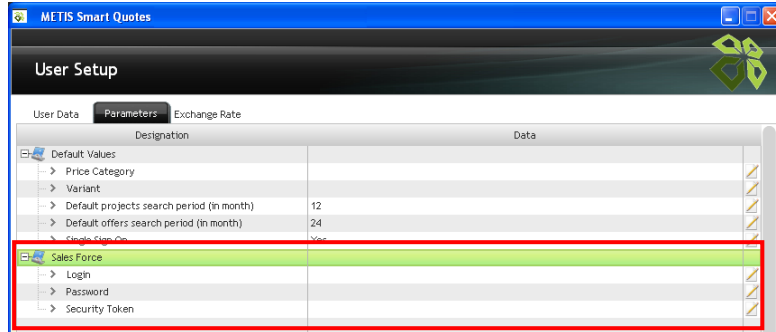 METIS Smart Quotes
User Setup
User Data Parameters Exchange Rate
Designation Data
Default Values
Price Category
Variant
Default projects search period (in month) 12
Default offers search period (in month) 24
Single Sign On Yes
Sales Force
Login
Password
Security Token